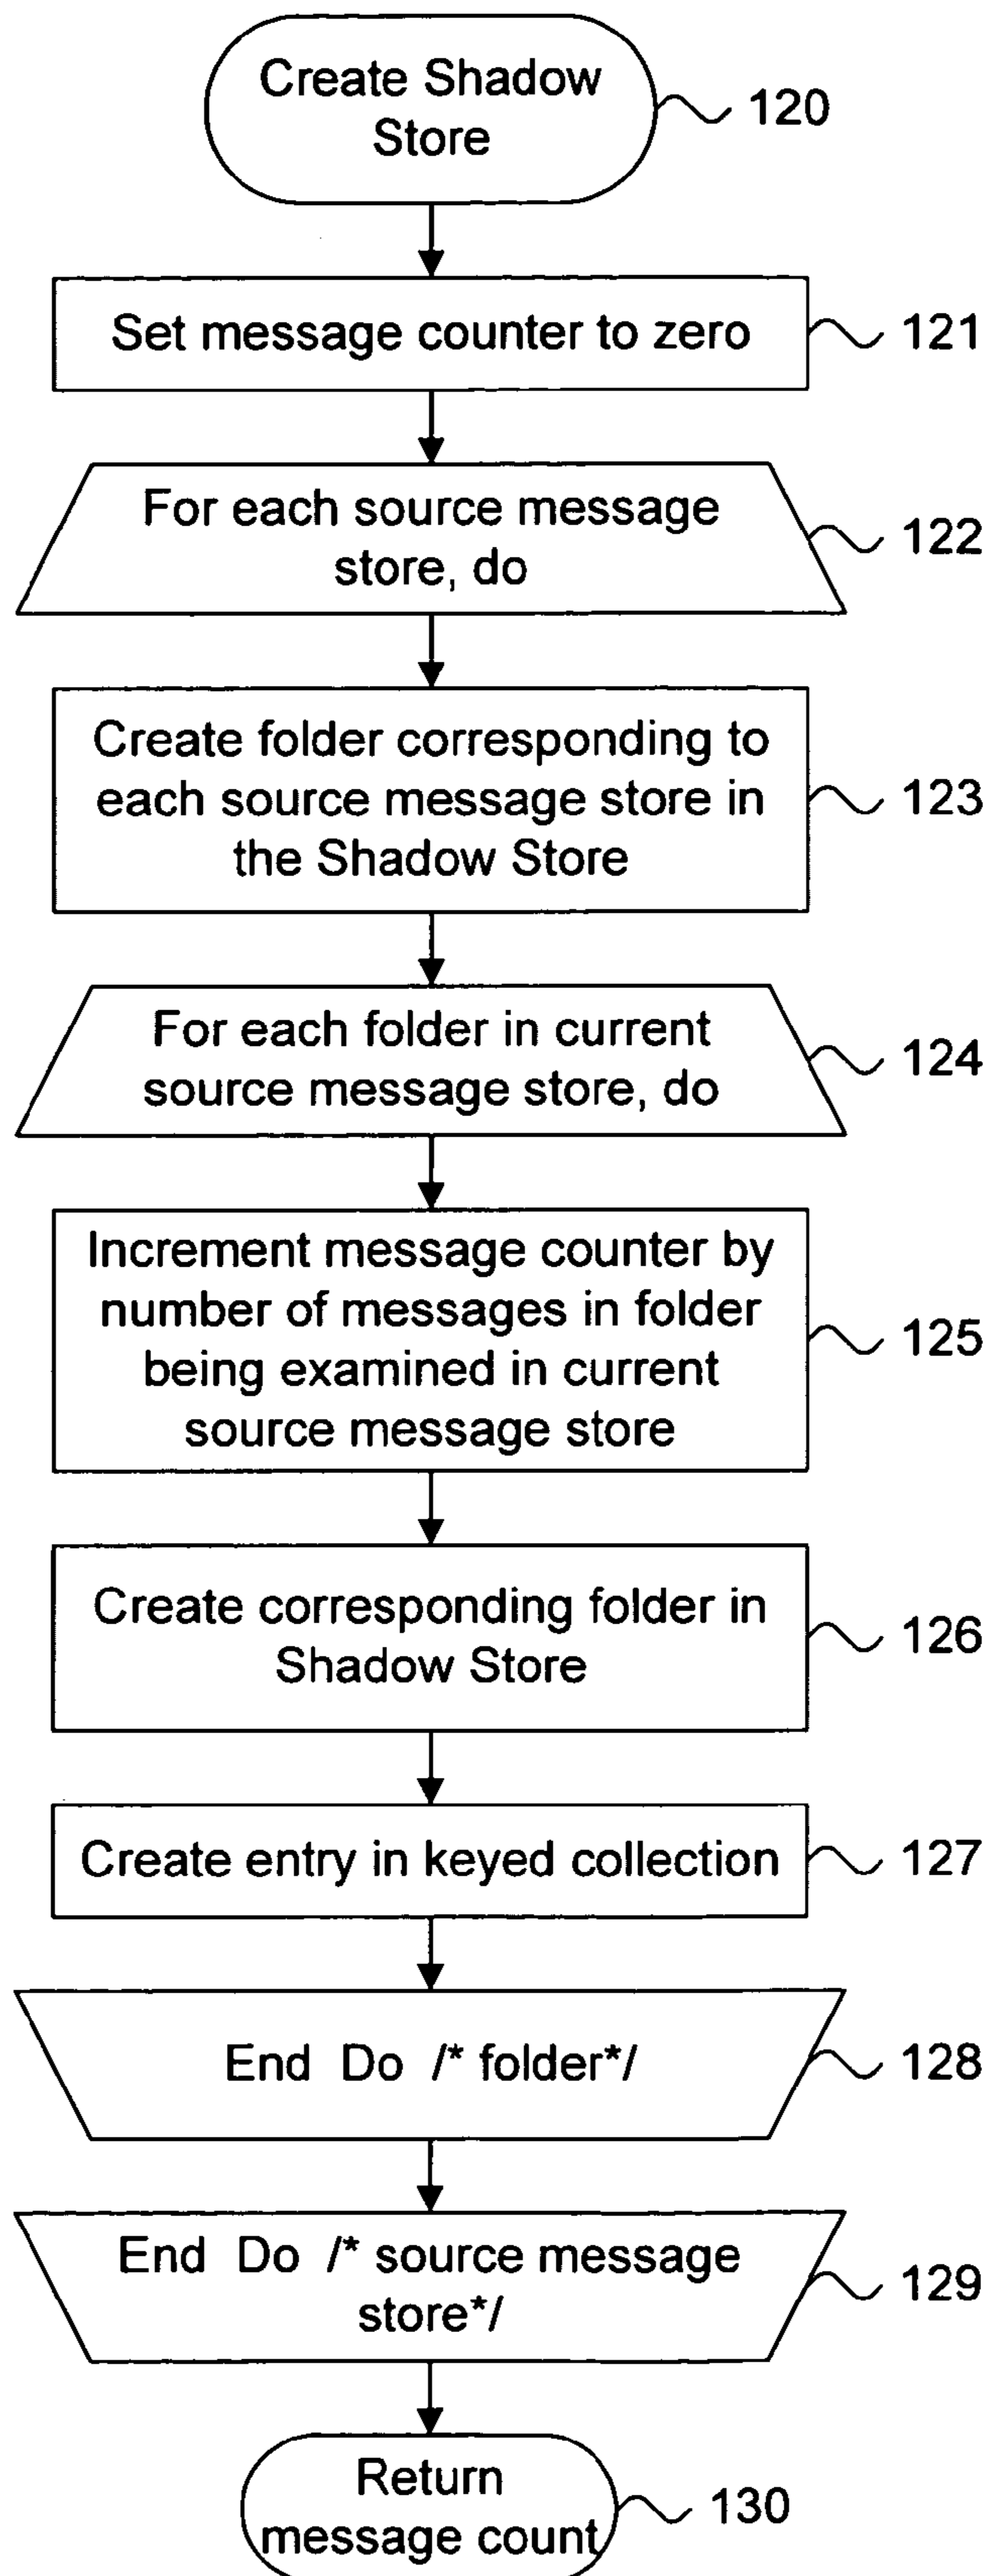 Create Shadow
Store
120
Set message counter to zero
121
For each source message
store, do
122
Create folder corresponding to
each source message store in
the Shadow Store
123
For each folder in current
source message store, do
124
Increment message counter by
number of messages in folder
being examined in current
source message store
125
Create corresponding folder in
Shadow Store
126
Create entry in keyed collection
127
End Do /* folder*/
128
End Do /* source message
store*/
129
Return
message count
130